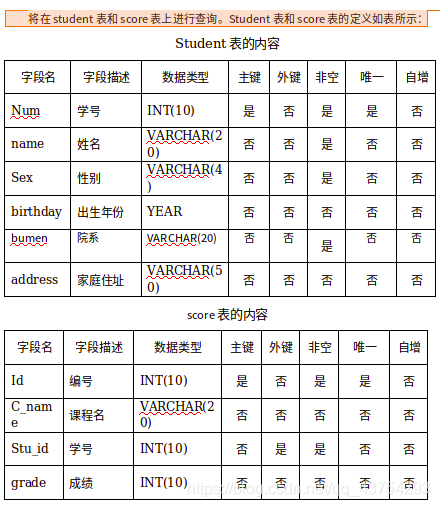 将在 student 表和 score 表上进行查询。Student 表和 score 表的定义如表所示：
Student 表的内容
字段名 字段描述 数据类型 主键 外键 非空 唯一 自增
Num 学号 INT(10) 是 否 是 是 否
name 姓名 VARCHAR(20) 否 否 是 否 否
Sex 性别 VARCHAR(4) 否 否 是 否 否
birthday 出生年份 YEAR 否 否 否 否 否
bumen 院系 VARCHAR(20) 否 否 是 否 否
address 家庭住址 VARCHAR(50) 否 否 否 否 否
score 表的内容
字段名 字段描述 数据类型 主键 外键 非空 唯一 自增
Id 编号 INT(10) 是 否 是 是 否
C_name 课程名 VARCHAR(20) 否 否 否 否 否
Stu_id 学号 INT(10) 否 是 是 否 否
grade 成绩 INT(10) 否 否 否 否 否